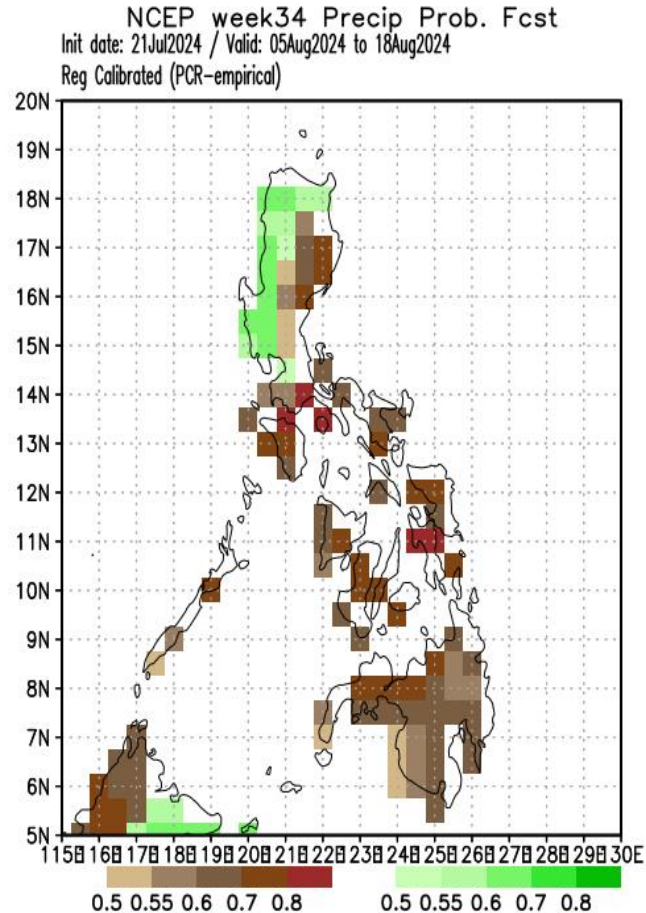 NCEP week34 Precip Prob. Fcst
Init date: 21Jul2024 / Valid: 05Aug2024 to 18Aug2024
Reg Calibrated (PCR-empirical)
20N
19N
18N
17N
16N
15N
14N
13N
12N
11N
10N
9N
8N
7N
6N
5N
115E 116E 117E 118E 119E 120E 121E 122E 123E 124E 125E 126E 127E 128E 129E 130E
0.5 0.55 0.6 0.7 0.8 0.5 0.55 0.6 0.7 0.8